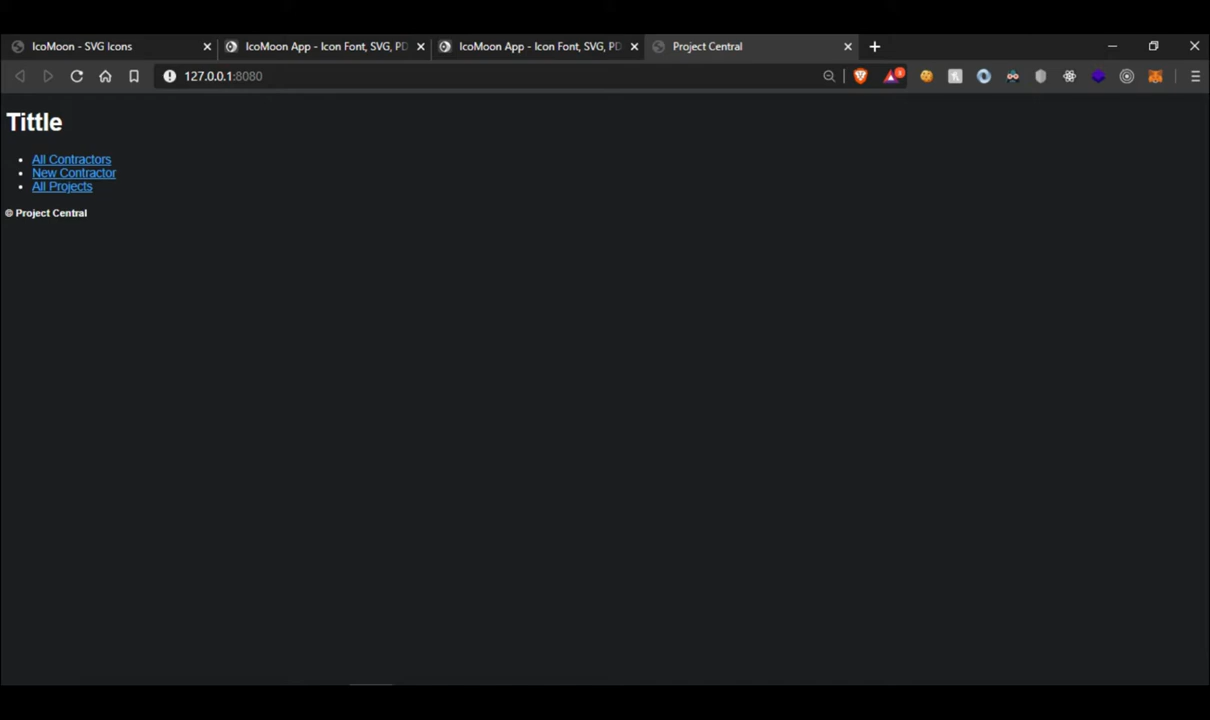 IcoMoon - SVG Icons
IcoMoon App - Icon Font, SVG, PD
IcoMoon App - Icon Font, SVG, PD
Project Central
127.0.0.1:8080
Tittle
All Contractors
New Contractor
All Projects
© Project Central